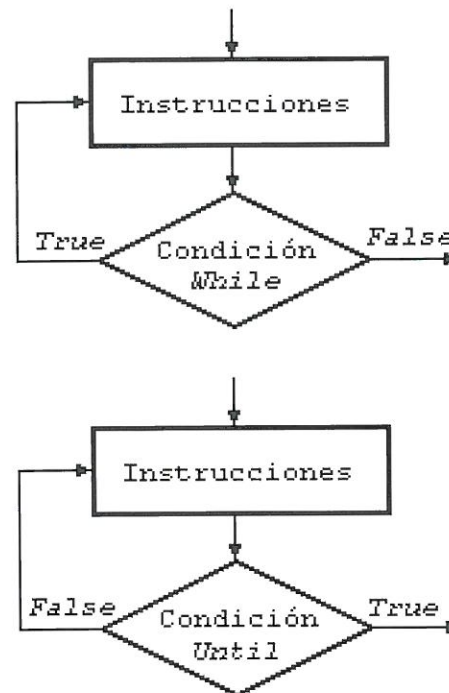 Instrucciones
True
Condición
While
False
Instrucciones
False
Condición
Until
True